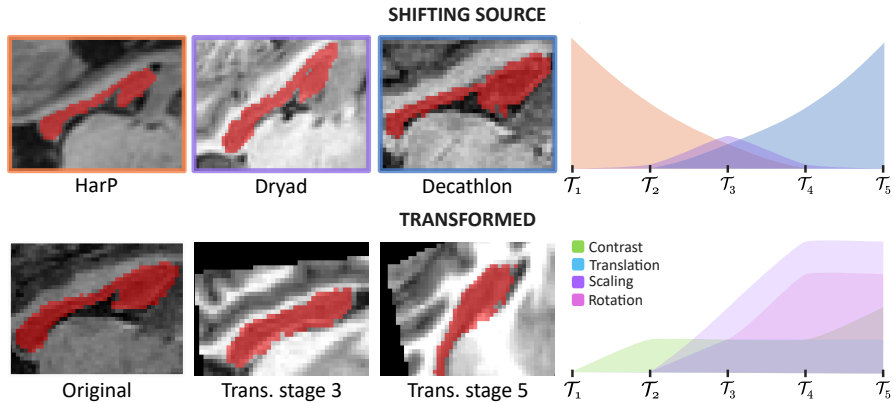 SHIFTING SOURCE
HarP
Dryad
Decathlon
𝒯₁ 𝒯₂ 𝒯₃ 𝒯₄ 𝒯₅
TRANSFORMED
Contrast
Translation
Scaling
Rotation
Original
Trans. stage 3
Trans. stage 5
𝒯₁ 𝒯₂ 𝒯₃ 𝒯₄ 𝒯₅